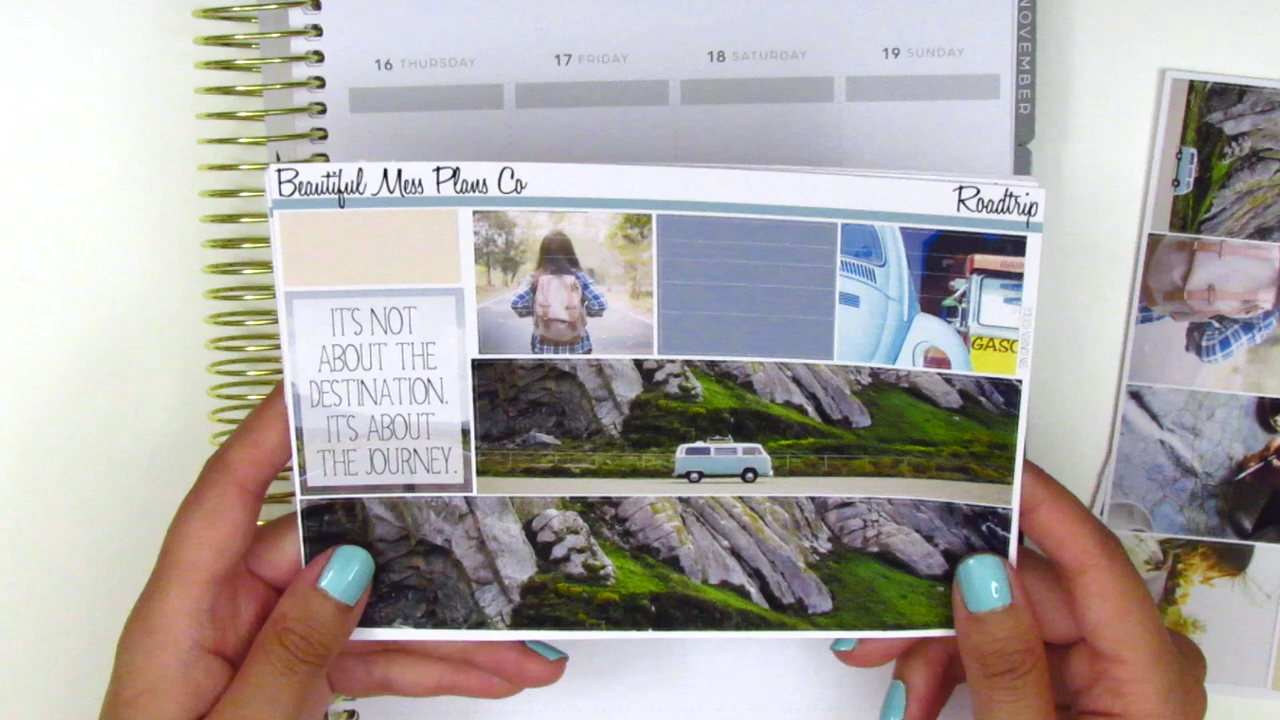 NOVEMBER
16 THURSDAY 17 FRIDAY 18 SATURDAY 19 SUNDAY
Beautiful Mess Plans Co
Roadtrip
IT'S NOT
ABOUT THE
DESTINATION.
IT'S ABOUT
THE JOURNEY.